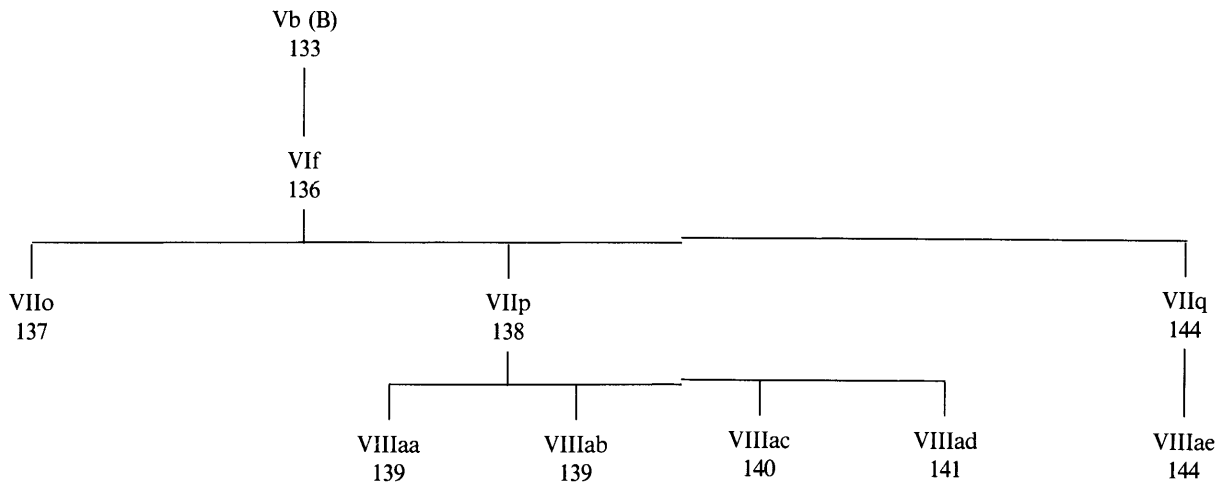 Vb (B)
133
VIf
136
VIIo
137
VIIp
138
VIIq
144
VIIIaa
139
VIIIab
139
VIIIac
140
VIIIad
141
VIIIae
144